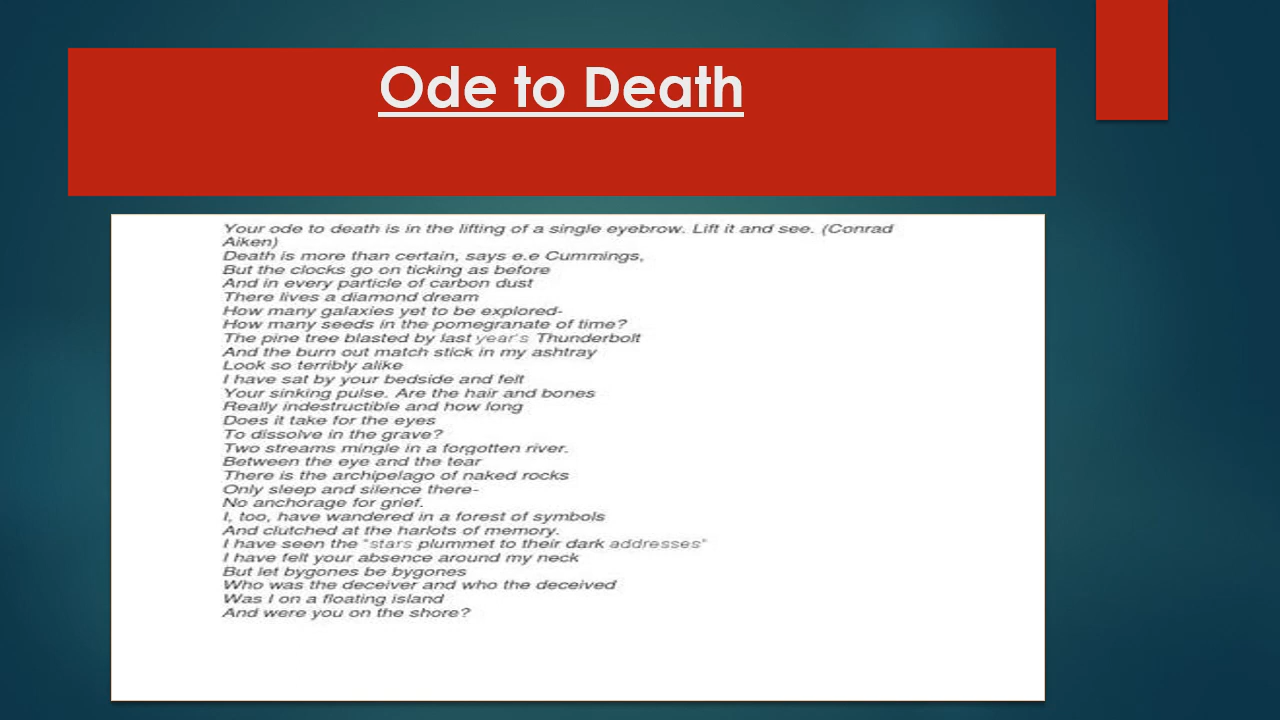 Ode to Death
Your ode to death is in the lifting of a single eyebrow. Lift it and see. (Conrad
Aiken)
Death is more than certain, says e.e Cummings,
But the clocks go on ticking as before
And in every particle of carbon dust
There lives a diamond dream
How many galaxies yet to be explored-
How many seeds in the pomegranate of time?
The pine tree blasted by last year's Thunderbolt
And the burn out match stick in my ashtray
Look so terribly alike
I have sat by your bedside and felt
Your sinking pulse. Are the hair and bones
Really indestructible and how long
Does it take for the eyes
To dissolve in the grave?
Two streams mingle in a forgotten river.
Between the eye and the tear
There is the archipelago of naked rocks
Only sleep and silence there-
No anchorage for grief.
I, too, have wandered in a forest of symbols
And clutched at the harlots of memory.
I have seen the "stars plummet to their dark addresses"
I have felt your absence around my neck
But let bygones be bygones
Who was the deceiver and who the deceived
Was I on a floating island
And were you on the shore?